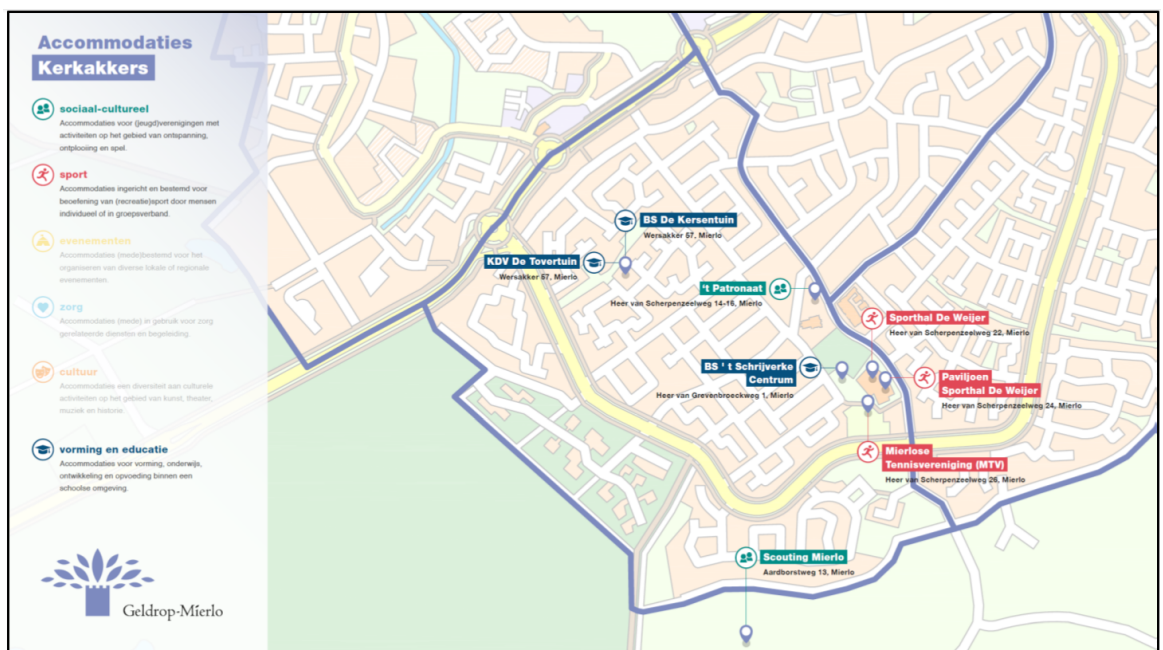 Accommodaties
Kerkakkers
sociaal-cultureel
Accommodaties voor (jeugd)verenigingen met
activiteiten op het gebied van ontspanning,
ontplooiing en spel.
sport
Accommodaties ingericht en bestemd voor
beoefening van (recreatie)sport door mensen
individueel of in groepsverband.
evenementen
Accommodaties (mede)bestemd voor het
organiseren van diverse lokale of regionale
evenementen.
zorg
Accommodaties (mede) in gebruik voor zorg
gerelateerde diensten en begeleiding.
cultuur
Accommodaties een diversiteit aan culturele
activiteiten op het gebied van kunst, theater,
muziek en historie.
vorming en educatie
Accommodaties voor vorming, onderwijs,
ontwikkeling en opvoeding binnen een
schoolse omgeving.
Geldrop-Mierlo
BS De Kersentuin
Wersakker 57, Mierlo
KDV De Tovertuin
Wersakker 57, Mierlo
't Patronaat
Heer van Scherpenzeelweg 14-16, Mierlo
Sporthal De Weijer
Heer van Scherpenzeelweg 22, Mierlo
BS ' t Schrijverke
Centrum
Heer van Grevenbroeckweg 1, Mierlo
Paviljoen
Sporthal De Weijer
Heer van Scherpenzeelweg 24, Mierlo
Mierlose
Tennisvereniging (MTV)
Heer van Scherpenzeelweg 26, Mierlo
Scouting Mierlo
Aardborstweg 13, Mierlo